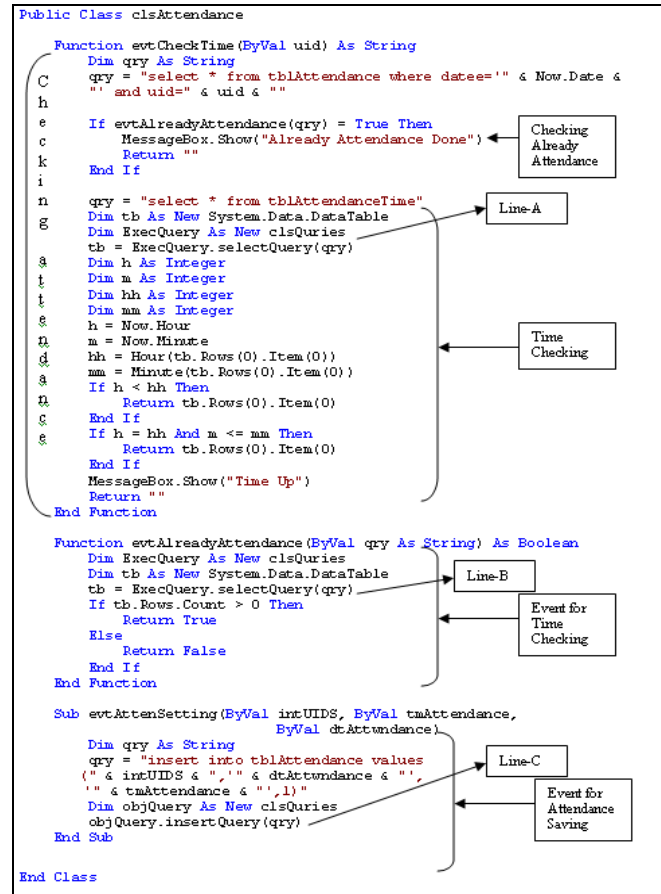 Public Class clsAttendance
Function evtCheckTime(ByVal uid) As String
Dim qry As String
qry = "select * from tblAttendance where datee='" & Now.Date &
"' and uid=" & uid & ""
If evtAlreadyAttendance(qry) = True Then
MessageBox.Show("Already Attendance Done")
Return ""
End If
qry = "select * from tblAttendanceTime"
Dim tb As New System.Data.DataTable
Dim ExecQuery As New clsQuries
tb = ExecQuery.selectQuery(qry)
Dim h As Integer
Dim m As Integer
Dim hh As Integer
Dim mm As Integer
h = Now.Hour
m = Now.Minute
hh = Hour(tb.Rows(0).Item(0))
mm = Minute(tb.Rows(0).Item(0))
If h < hh Then
Return tb.Rows(0).Item(0)
End If
If h = hh And m <= mm Then
Return tb.Rows(0).Item(0)
End If
MessageBox.Show("Time Up")
Return ""
End Function
Checking attendance
Checking
Already
Attendance
Line-A
Time
Checking
Function evtAlreadyAttendance(ByVal qry As String) As Boolean
Dim ExecQuery As New clsQuries
Dim tb As New System.Data.DataTable
tb = ExecQuery.selectQuery(qry)
If tb.Rows.Count > 0 Then
Return True
Else
Return False
End If
End Function
Line-B
Event for
Time
Checking
Sub evtAttenSetting(ByVal intUIDS, ByVal tmAttendance,
ByVal dtAttwndance)
Dim qry As String
qry = "insert into tblAttendance values
(" & intUIDS & ",'" & dtAttwndance & "',
'" & tmAttendance & "',1)"
Dim objQuery As New clsQuries
objQuery.insertQuery(qry)
End Sub
Line-C
Event for
Attendance
Saving
End Class